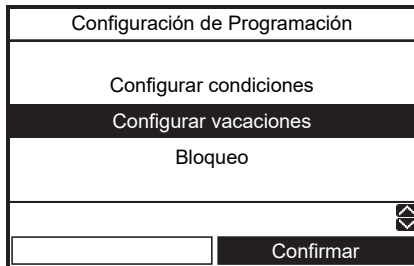 Configuración de Programación
Configurar condiciones
Configurar vacaciones
Bloqueo
Confirmar